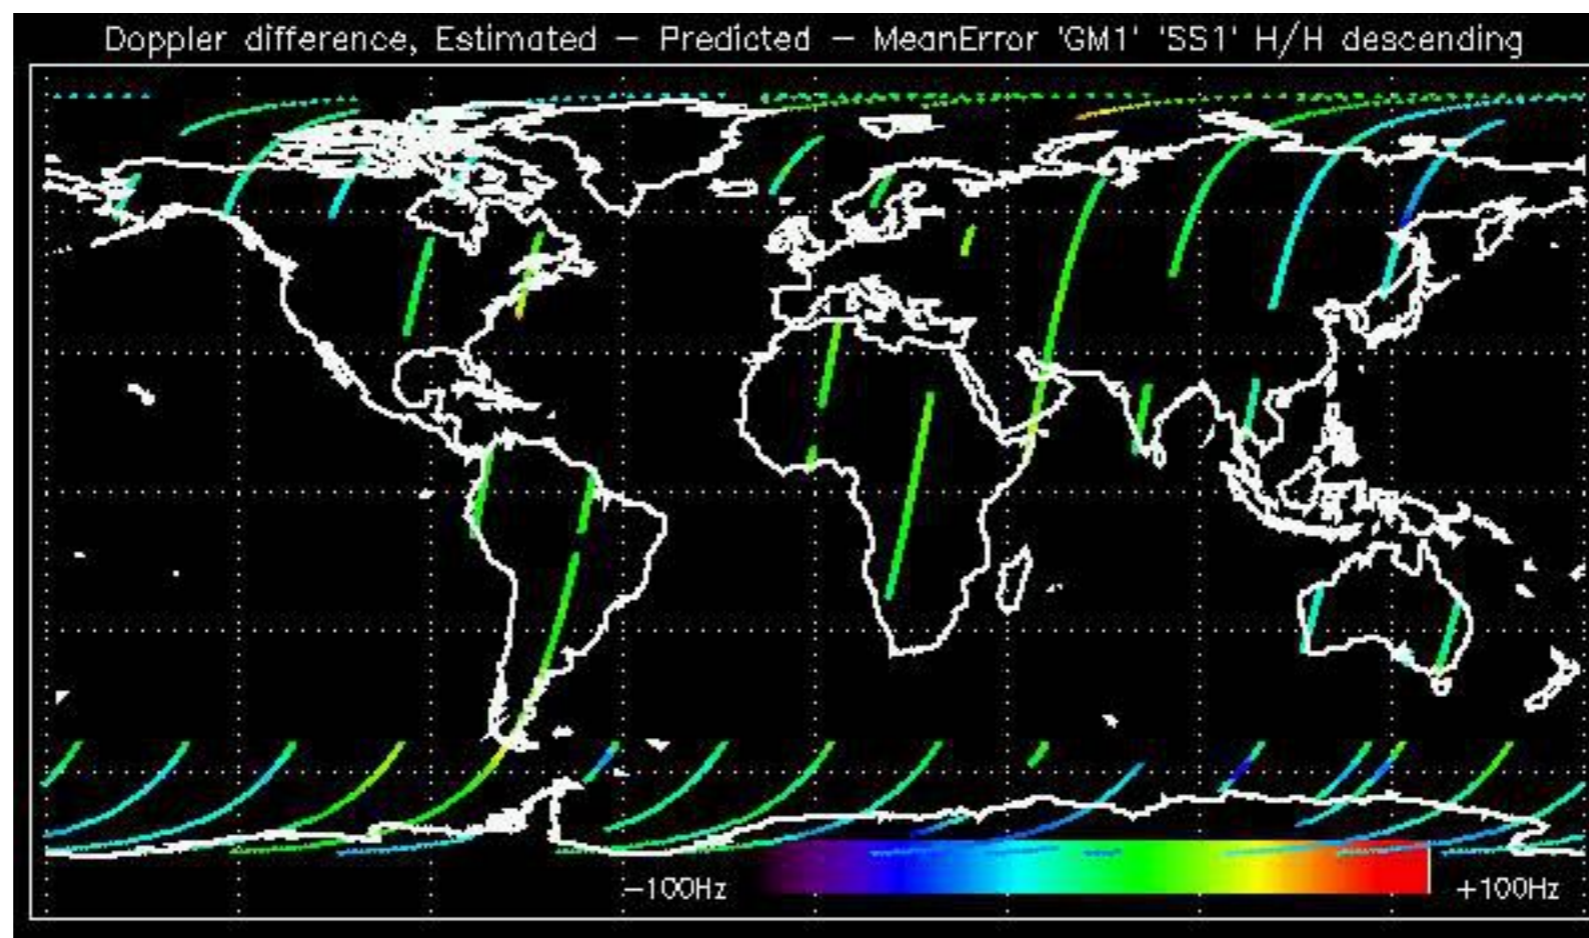 Doppler difference, Estimated – Predicted – MeanError 'GM1' 'SS1' H/H descending
–100Hz
+100Hz